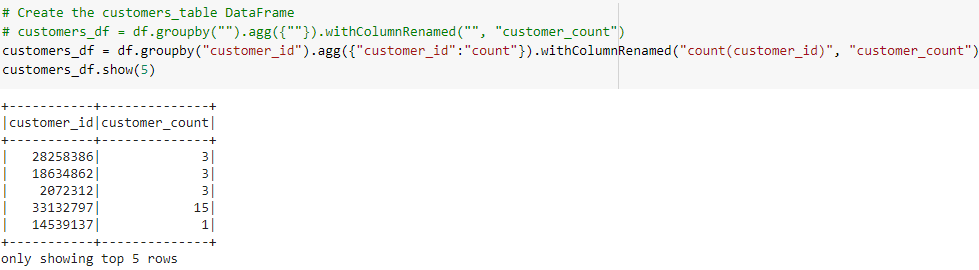 # Create the customers_table DataFrame
# customers_df = df.groupby("").agg({""}).withColumnRenamed("", "customer_count")
customers_df = df.groupby("customer_id").agg({"customer_id":"count"}).withColumnRenamed("count(customer_id)", "customer_count")
customers_df.show(5)
+-----------+--------------+
|customer_id|customer_count|
+-----------+--------------+
|   28258386|             3|
|   18634862|             3|
|    2072312|             3|
|   33132797|            15|
|   14539137|             1|
+-----------+--------------+
only showing top 5 rows